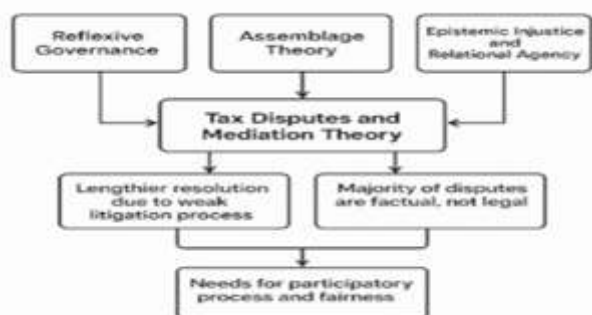 Reflexive
Governance
Assemblage
Theory
Epistemic Injustice
and
Relational Agency
Tax Disputes and
Mediation Theory
Lengthier resolution
due to weak
litigation process
Majority of disputes
are factual, not legal
Needs for participatory
process and fairness